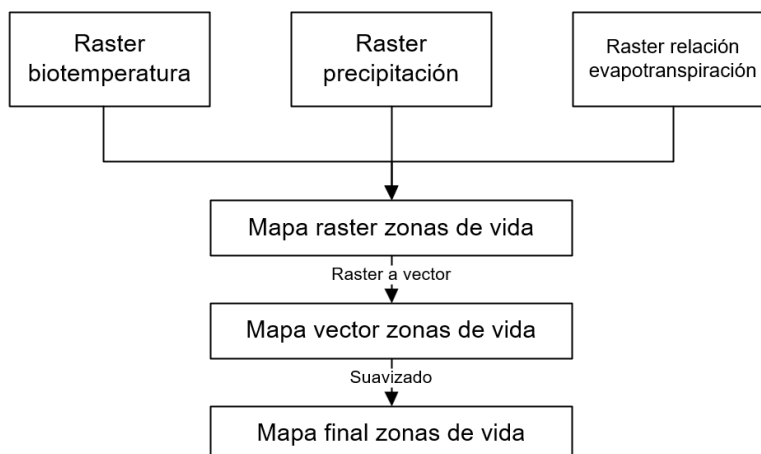 Raster
biotemperatura
Raster
precipitación
Raster relación
evapotranspiración
Mapa raster zonas de vida
Raster a vector
Mapa vector zonas de vida
Suavizado
Mapa final zonas de vida